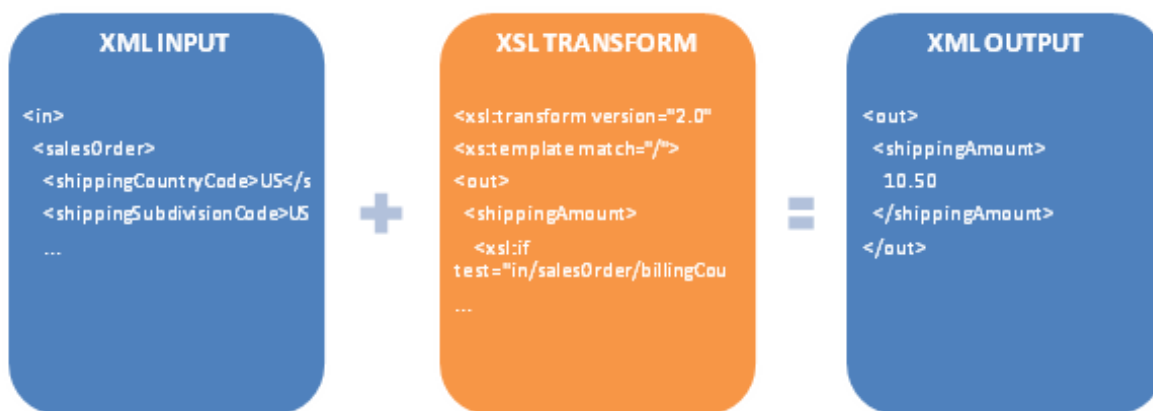 XML INPUT
<in>
<salesOrder>
<shippingCountryCode>US</s
<shippingSubdivisionCode>US
...
+
XSL TRANSFORM
<xsl:transform version="2.0"
<xs:template match="/">
<out>
<shippingAmount>
<xsl:if
test="in/salesOrder/billingCou
...
=
XML OUTPUT
<out>
<shippingAmount>
10.50
</shippingAmount>
</out>